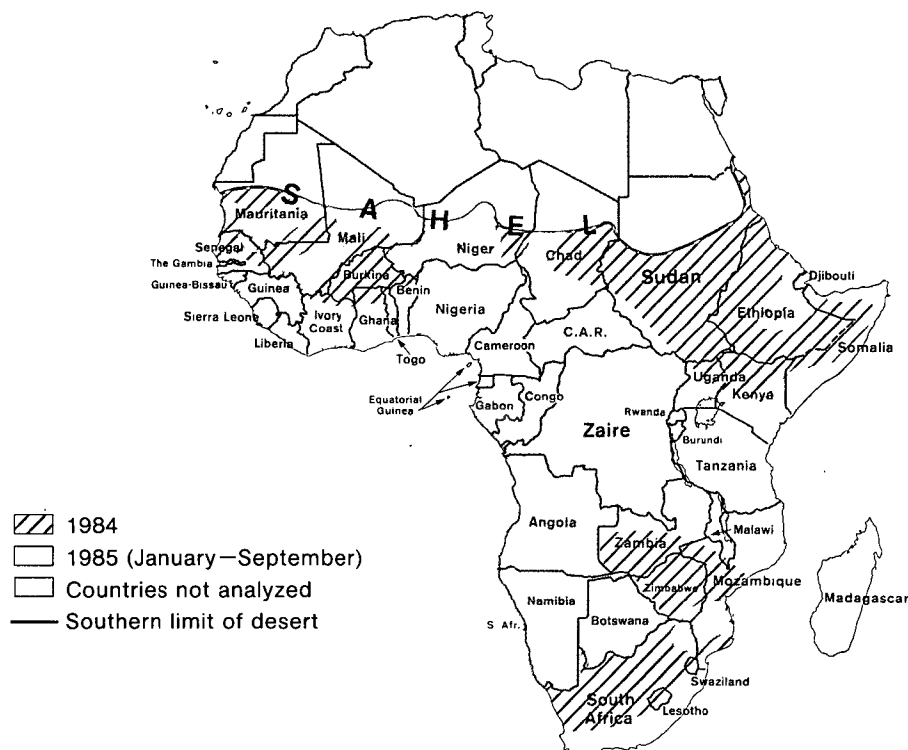 S A H E L
Mauritania
Mali
Niger
Chad
Sudan
Senegal
The Gambia
Guinea-Bissau
Guinea
Burkina
Benin
Djibouti
Ethiopia
Somalia
Sierra Leone
Ivory
Coast
Ghana
Nigeria
Liberia
Togo
Cameroon
C.A.R.
Equatorial
Guinea
Gabon
Congo
Uganda
Kenya
Rwanda
Zaire
Burundi
Tanzania
Angola
Malawi
Zambia
Mozambique
Zimbabwe
Madagascar
Namibia
Botswana
S Afr.
Swaziland
South
Africa
Lesotho
1984
1985 (January—September)
Countries not analyzed
Southern limit of desert